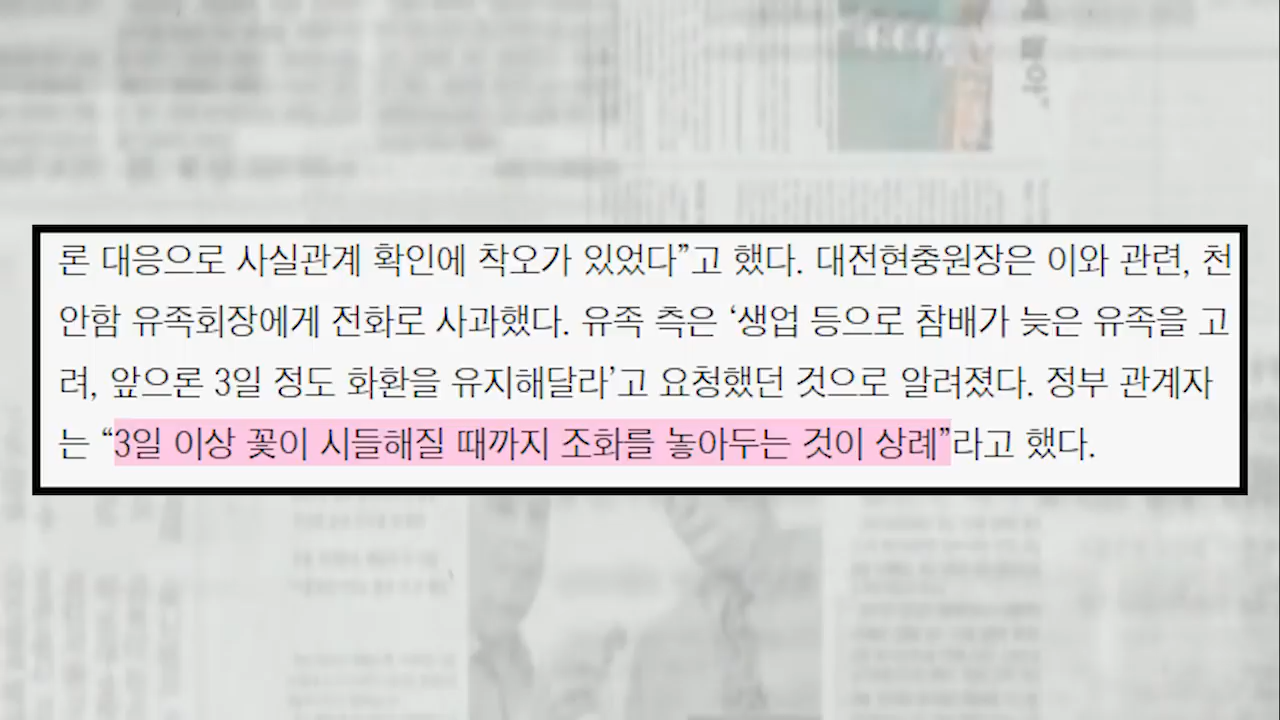 론 대응으로 사실관계 확인에 착오가 있었다”고 했다. 대전현충원장은 이와 관련, 천
안함 유족회장에게 전화로 사과했다. 유족 측은 ‘생업 등으로 참배가 늦은 유족을 고
려, 앞으론 3일 정도 화환을 유지해달라’고 요청했던 것으로 알려졌다. 정부 관계자
는 “3일 이상 꽃이 시들해질 때까지 조화를 놓아두는 것이 상례”라고 했다.